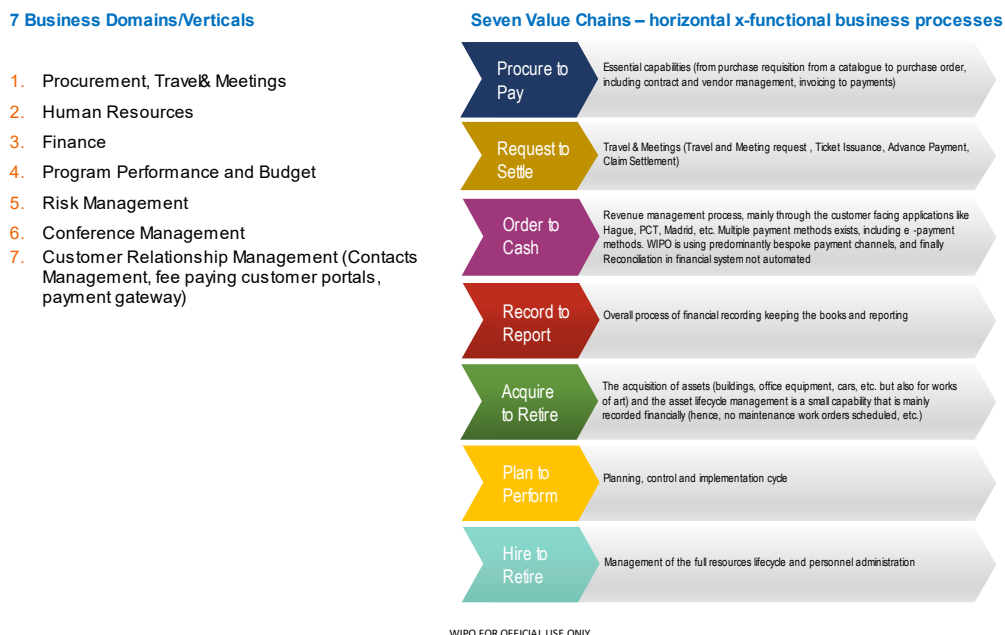 7 Business Domains/Verticals
1. Procurement, Travel& Meetings
2. Human Resources
3. Finance
4. Program Performance and Budget
5. Risk Management
6. Conference Management
7. Customer Relationship Management (Contacts
Management, fee paying customer portals,
payment gateway)
Seven Value Chains – horizontal x-functional business processes
Procure to
Pay
Essential capabilities (from purchase requisition from a catalogue to purchase order,
including contract and vendor management, invoicing to payments)
Request to
Settle
Travel & Meetings (Travel and Meeting request , Ticket Issuance, Advance Payment,
Claim Settlement)
Order to
Cash
Revenue management process, mainly through the customer facing applications like
Hague, PCT, Madrid, etc. Multiple payment methods exists, including e -payment
methods. WIPO is using predominantly bespoke payment channels, and finally
Reconciliation in financial system not automated
Record to
Report
Overall process of financial recording keeping the books and reporting
Acquire
to Retire
The acquisition of assets (buildings, office equipment, cars, etc. but also for works
of art) and the asset lifecycle management is a small capability that is mainly
recorded financially (hence, no maintenance work orders scheduled, etc.)
Plan to
Perform
Planning, control and implementation cycle
Hire to
Retire
Management of the full resources lifecycle and personnel administration
WIPO FOR OFFICIAL USE ONLY